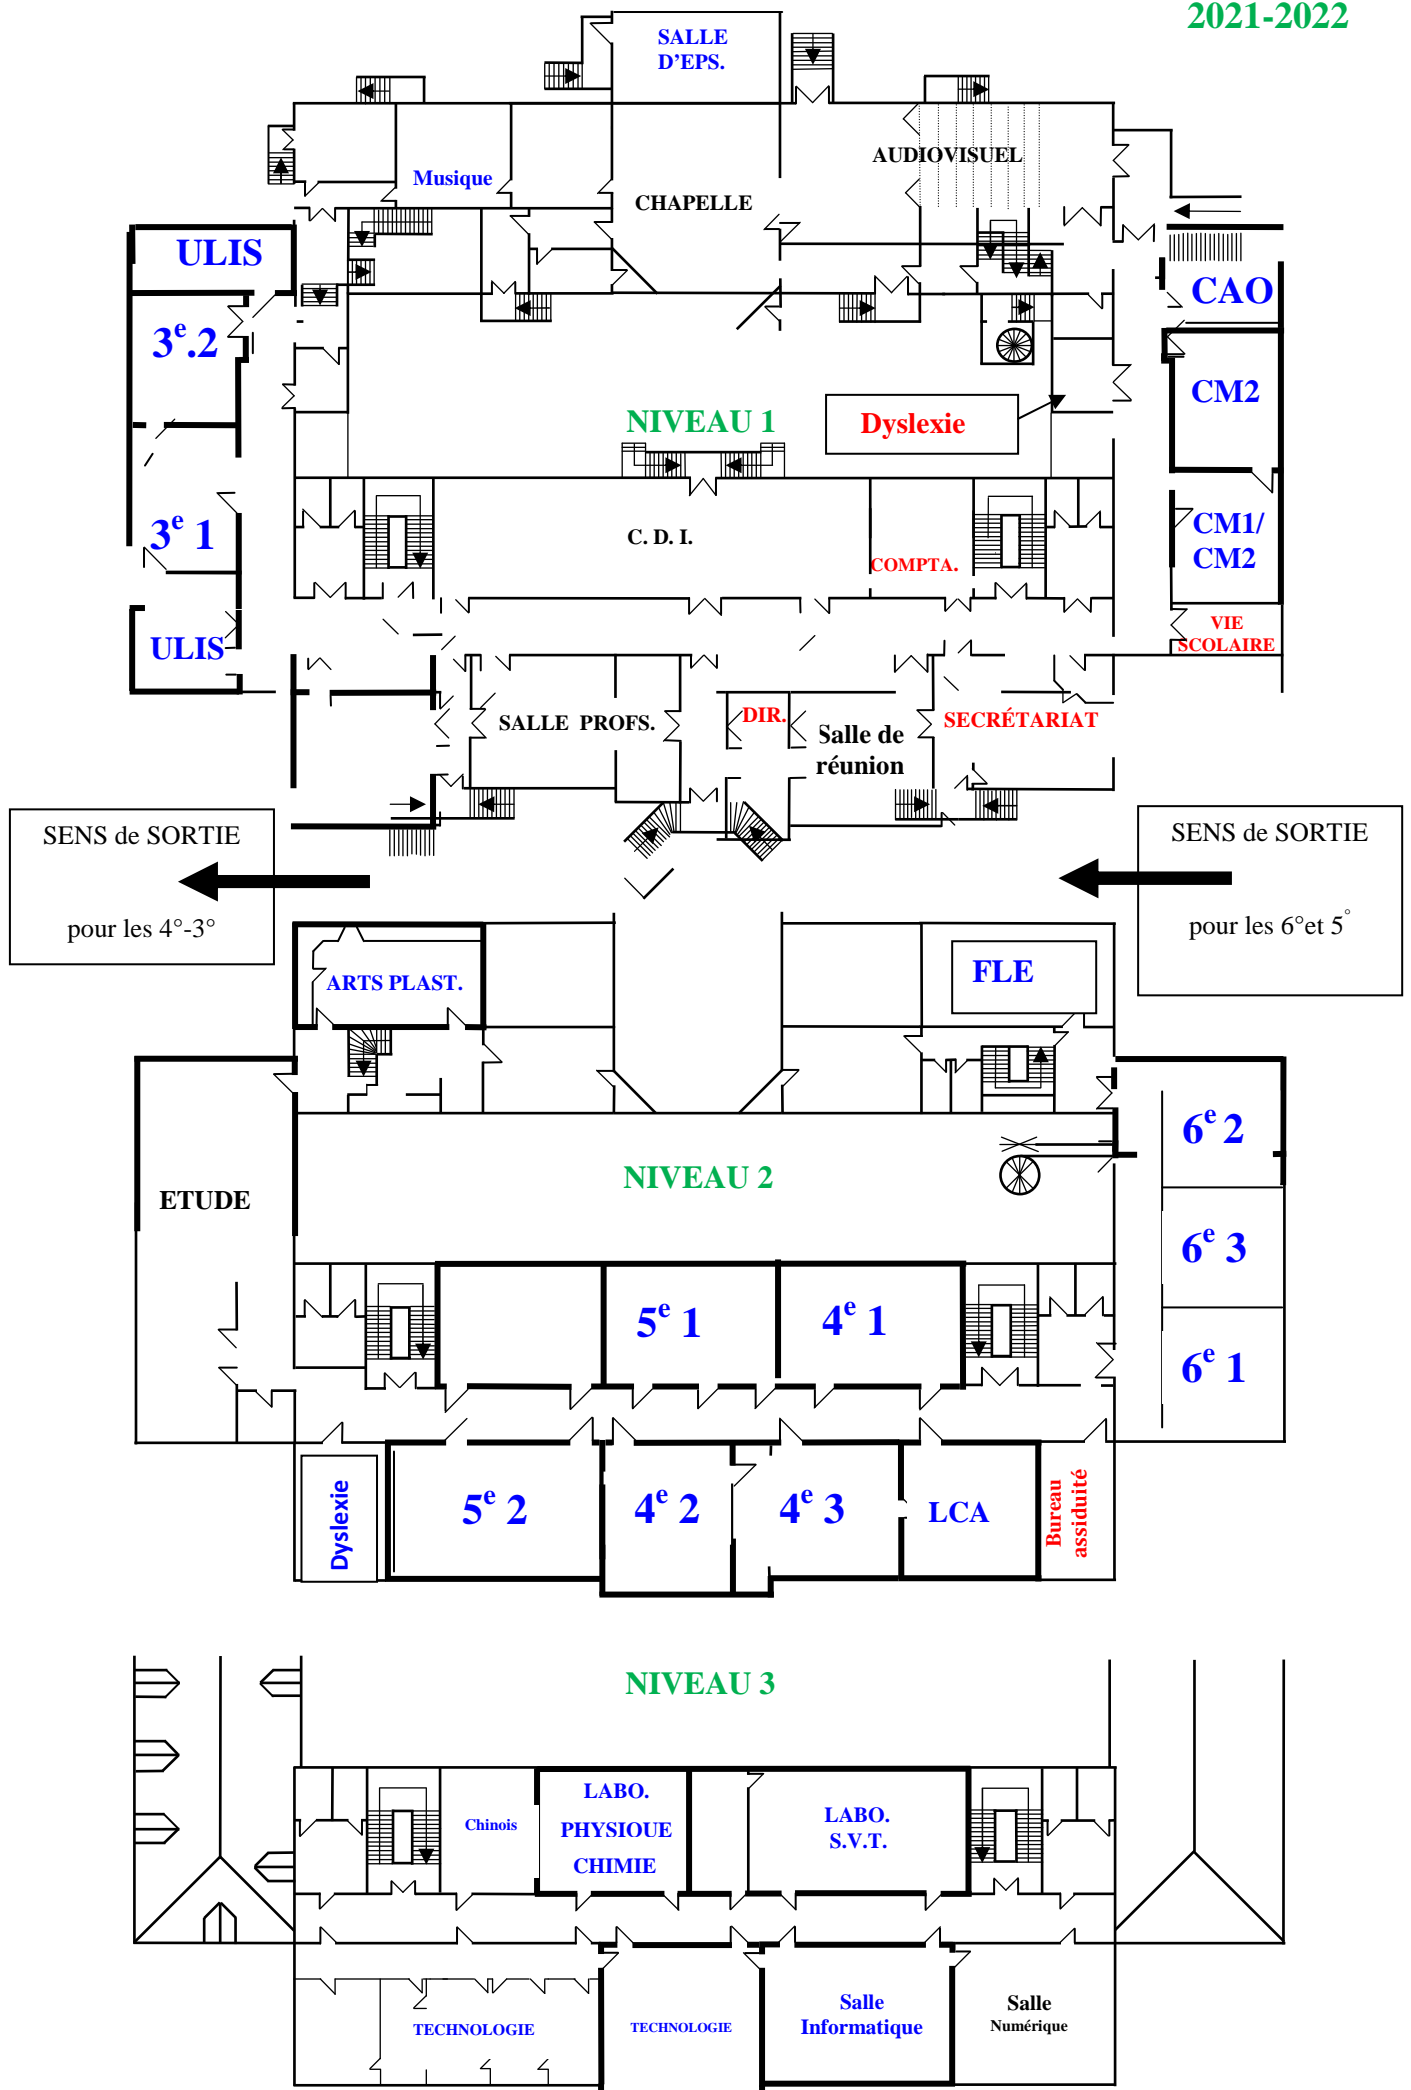 2021-2022
SALLE
D’EPS.
AUDIOVISUEL
Musique
CHAPELLE
ULIS
CAO
3e.2
CM2
NIVEAU 1
Dyslexie
3e 1
C. D. I.
COMPTA.
CM1/
CM2
ULIS
VIE
SCOLAIRE
SALLE PROFS.
DIR.
Salle de
réunion
SECRÉTARIAT
SENS de SORTIE
pour les 4°-3°
SENS de SORTIE
pour les 6°et 5°
ARTS PLAST.
FLE
6e 2
NIVEAU 2
ETUDE
6e 3
5e 1
4e 1
6e 1
Dyslexie
5e 2
4e 2
4e 3
LCA
Bureau
assiduité
NIVEAU 3
Chinois
LABO.
PHYSIQUE
CHIMIE
LABO.
S.V.T.
TECHNOLOGIE
TECHNOLOGIE
Salle
Informatique
Salle
Numérique